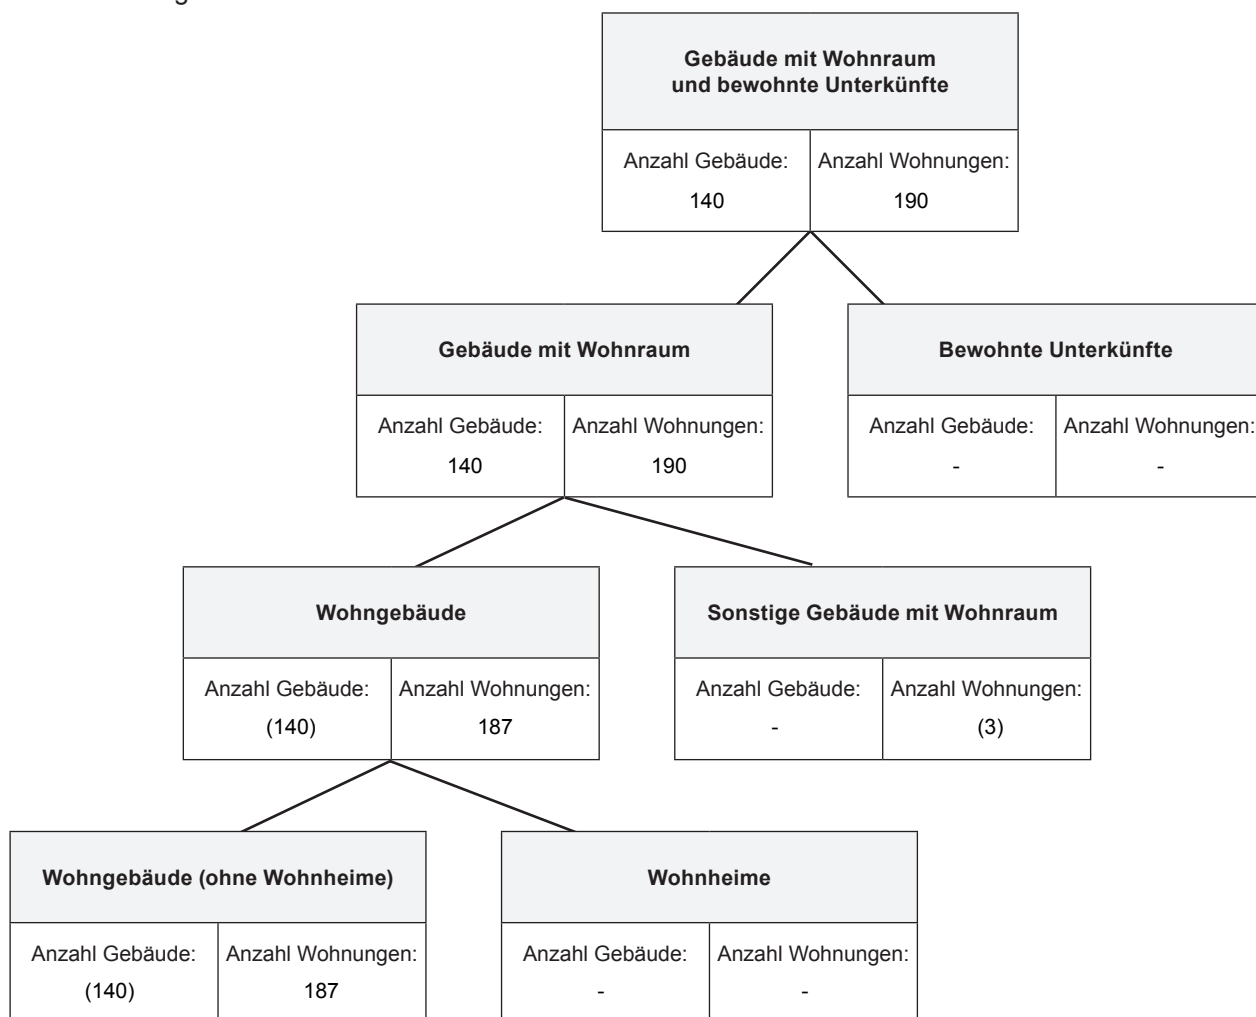 Gebäude mit Wohnraum
und bewohnte Unterkünfte
Anzahl Gebäude: Anzahl Wohnungen:
140 190
Gebäude mit Wohnraum
Anzahl Gebäude: Anzahl Wohnungen:
140 190
Bewohnte Unterkünfte
Anzahl Gebäude: Anzahl Wohnungen:
- -
Wohngebäude
Anzahl Gebäude: Anzahl Wohnungen:
(140) 187
Sonstige Gebäude mit Wohnraum
Anzahl Gebäude: Anzahl Wohnungen:
- (3)
Wohngebäude (ohne Wohnheime)
Anzahl Gebäude: Anzahl Wohnungen:
(140) 187
Wohnheime
Anzahl Gebäude: Anzahl Wohnungen:
- -